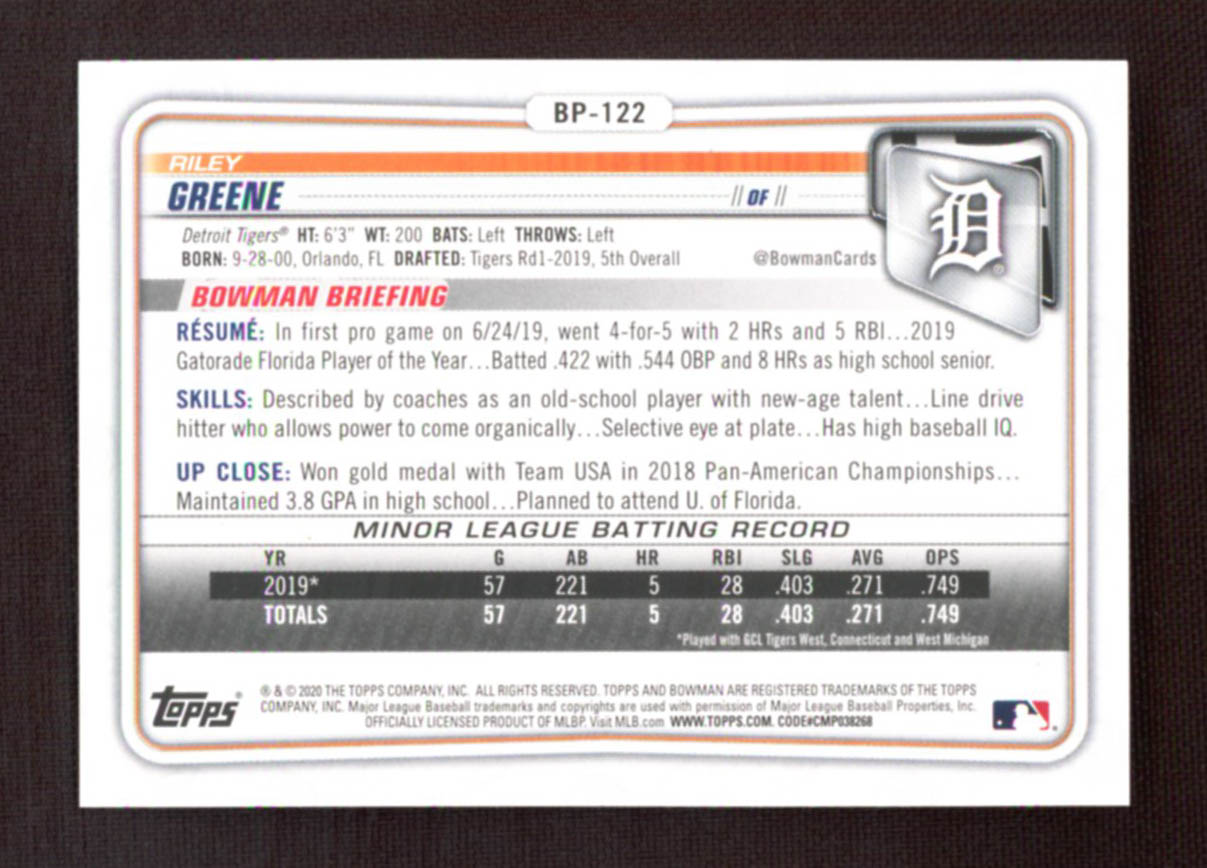 BP-122
RILEY
GREENE // OF //
Detroit Tigers® HT: 6'3" WT: 200 BATS: Left THROWS: Left
BORN: 9-28-00, Orlando, FL DRAFTED: Tigers Rd1-2019, 5th Overall @BowmanCards
D
BOWMAN BRIEFING
RÉSUMÉ: In first pro game on 6/24/19, went 4-for-5 with 2 HRs and 5 RBI...2019
Gatorade Florida Player of the Year...Batted .422 with .544 OBP and 8 HRs as high school senior.
SKILLS: Described by coaches as an old-school player with new-age talent...Line drive
hitter who allows power to come organically...Selective eye at plate...Has high baseball IQ.
UP CLOSE: Won gold medal with Team USA in 2018 Pan-American Championships...
Maintained 3.8 GPA in high school...Planned to attend U. of Florida.
MINOR LEAGUE BATTING RECORD
YR G AB HR RBI SLG AVG OPS
2019* 57 221 5 28 .403 .271 .749
TOTALS 57 221 5 28 .403 .271 .749
*Played with GCL Tigers West, Connecticut and West Michigan
Topps® ® & © 2020 THE TOPPS COMPANY, INC. ALL RIGHTS RESERVED. TOPPS AND BOWMAN ARE REGISTERED TRADEMARKS OF THE TOPPS
COMPANY, INC. Major League Baseball trademarks and copyrights are used with permission of Major League Baseball Properties, Inc.
OFFICIALLY LICENSED PRODUCT OF MLBP. Visit MLB.com WWW.TOPPS.COM. CODE#CMP038268